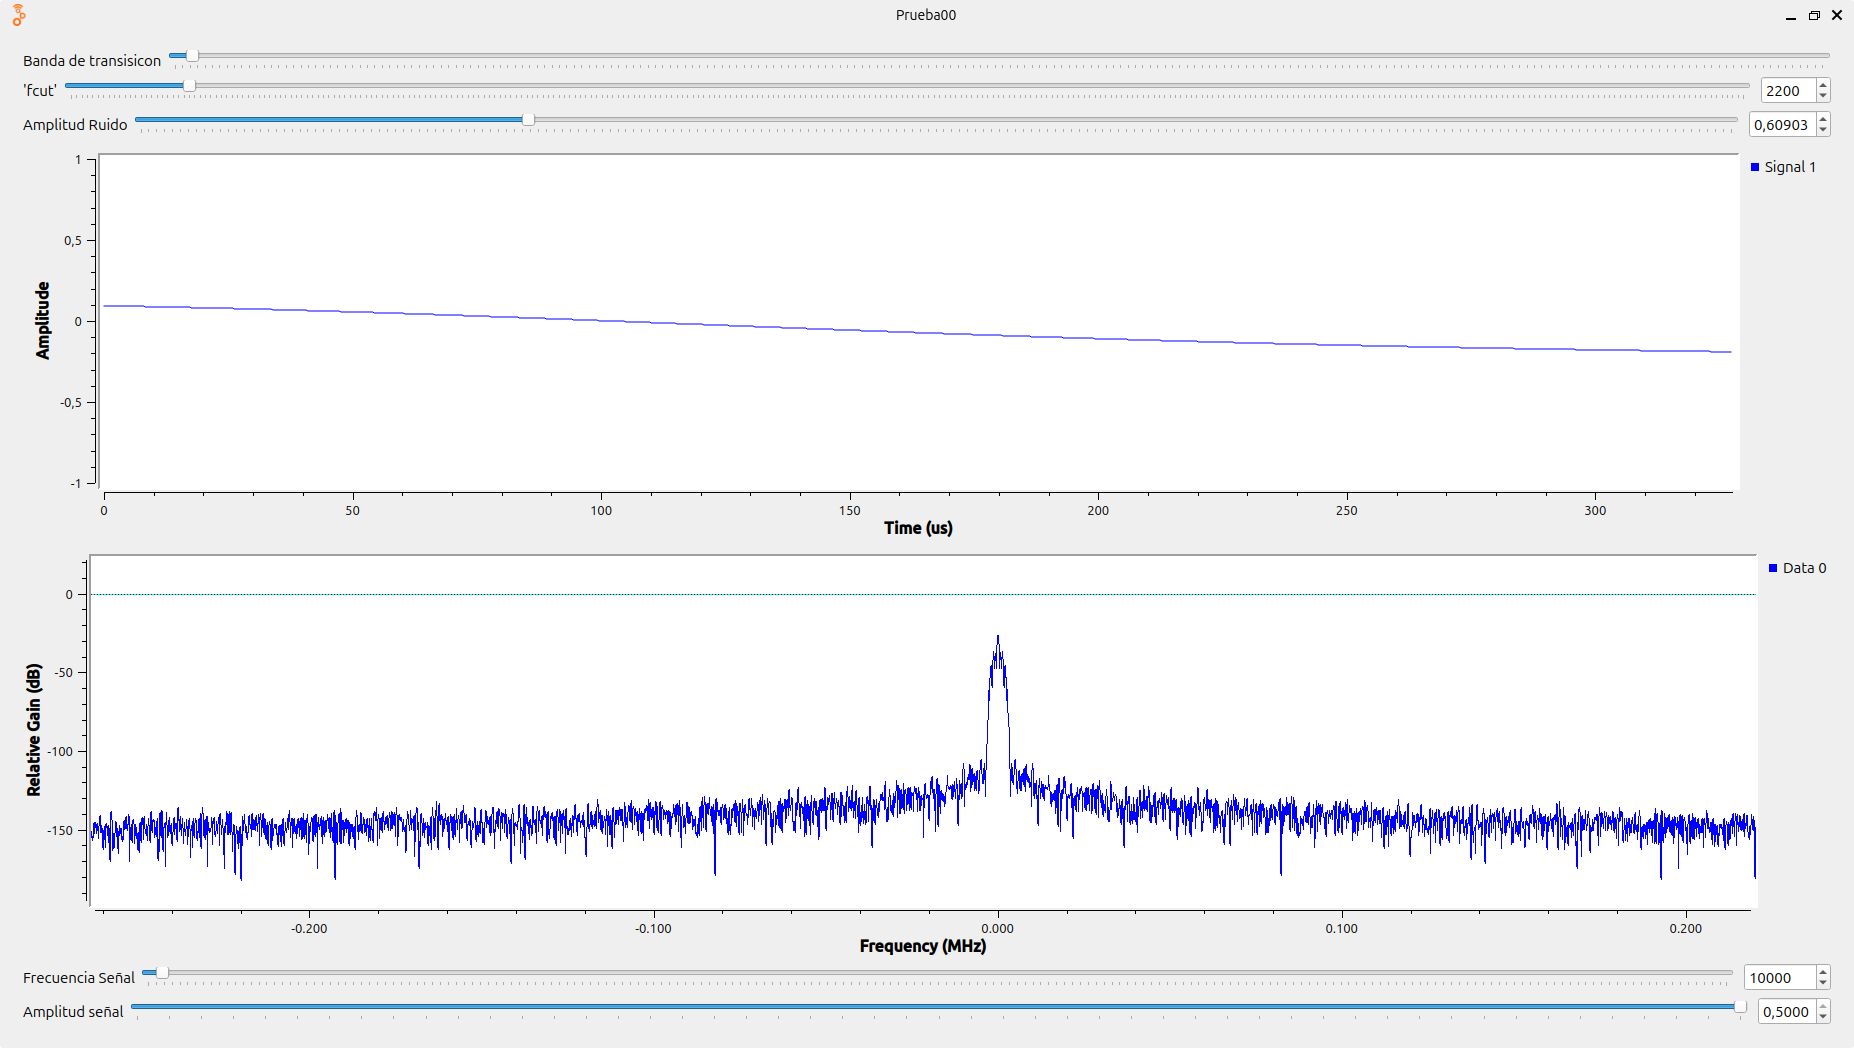 Prueba00
Banda de transisicon
'fcut'
2200
Amplitud Ruido
0,60903
1
0,5
0
-0,5
-1
Amplitude
Signal 1
0 50 100 150 200 250 300
Time (us)
0
-50
-100
-150
Relative Gain (dB)
Data 0
-0.200 -0.100 0.000 0.100 0.200
Frequency (MHz)
Frecuencia Señal
10000
Amplitud señal
0,5000